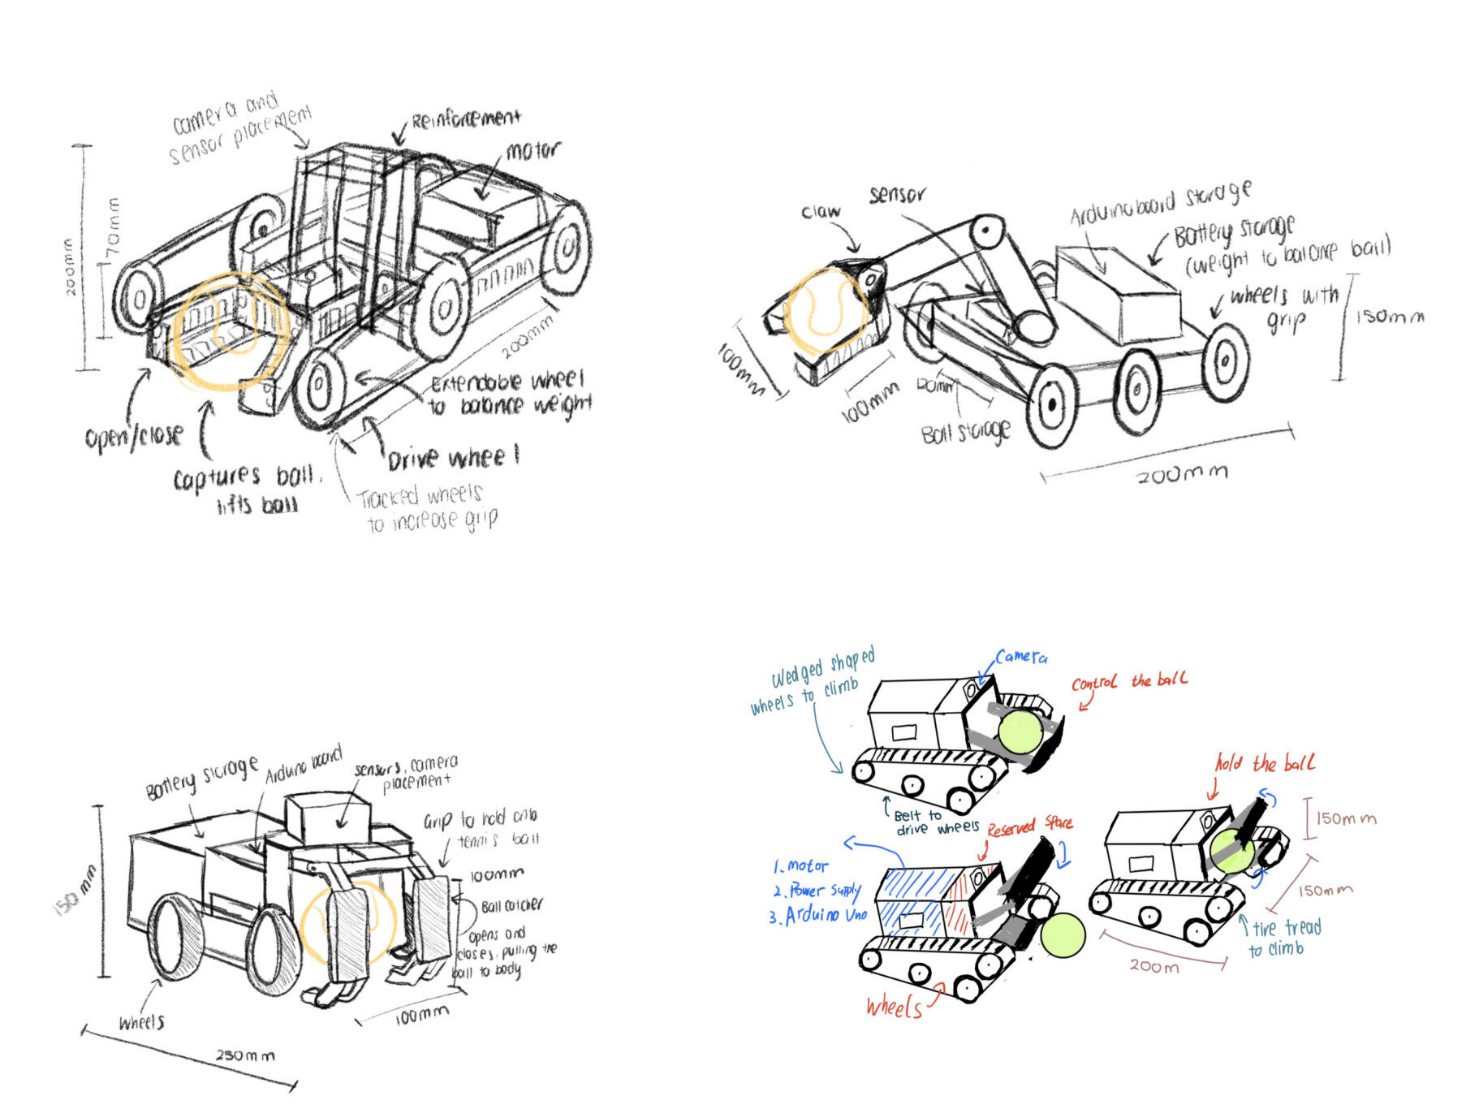 camera and
sensor placement
Reinforcement
motor
200mm
70mm
200mm
Extendable wheel
to balance weight
open/close
Drive wheel
Captures ball,
lifts ball
Tracked wheels
to increase grip
claw
sensor
Arduinoboard storage
Battery storage
(weight to balance ball)
wheels with
grip
150mm
100mm
100mm
120mm
Ball storage
200mm
Battery storage
Arduino board
sensors, camera
placement
Grip to hold onto
tennis ball
150mm
100mm
Ball catcher
opens and
closes, pulling the
ball to body
wheels
100mm
250mm
Wedged shaped
wheels to climb
Camera
Control the ball
Belt to
drive wheels
Reserved space
1. motor
2. Power supply
3. Arduino Uno
Wheels
hold the ball
150mm
150mm
tire tread
to climb
200m